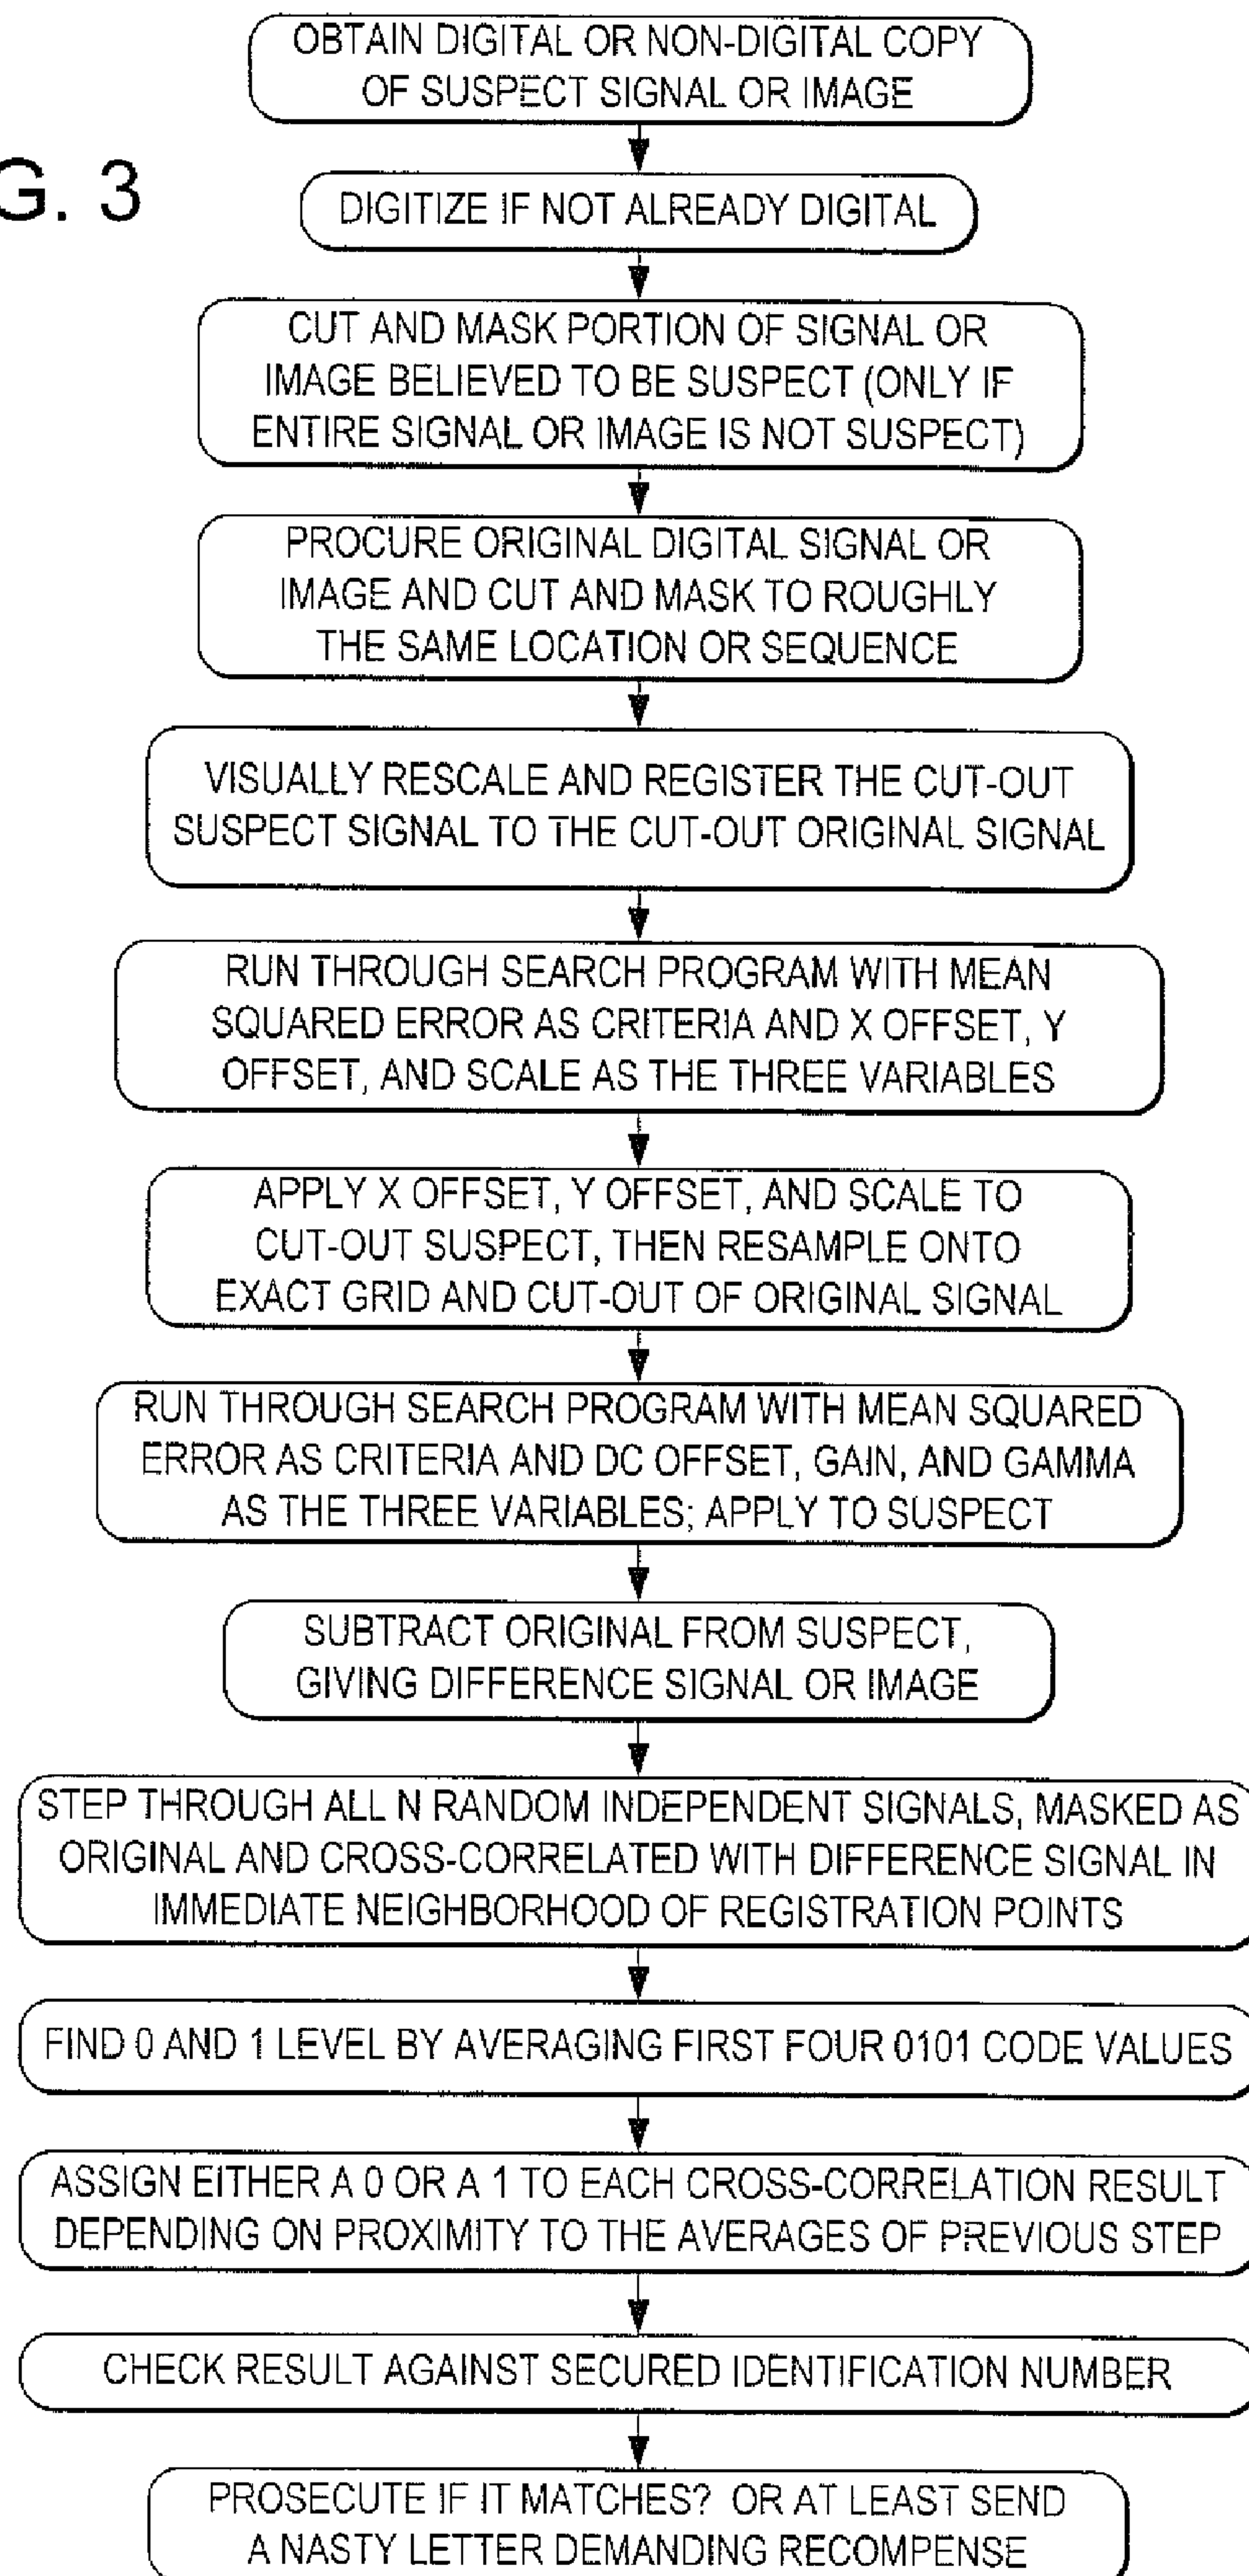 OBTAIN DIGITAL OR NON-DIGITAL COPY
OF SUSPECT SIGNAL OR IMAGE
G. 3
DIGITIZE IF NOT ALREADY DIGITAL
CUT AND MASK PORTION OF SIGNAL OR
IMAGE BELIEVED TO BE SUSPECT (ONLY IF
ENTIRE SIGNAL OR IMAGE IS NOT SUSPECT)
PROCURE ORIGINAL DIGITAL SIGNAL OR
IMAGE AND CUT AND MASK TO ROUGHLY
THE SAME LOCATION OR SEQUENCE
VISUALLY RESCALE AND REGISTER THE CUT-OUT
SUSPECT SIGNAL TO THE CUT-OUT ORIGINAL SIGNAL
RUN THROUGH SEARCH PROGRAM WITH MEAN
SQUARED ERROR AS CRITERIA AND X OFFSET, Y
OFFSET, AND SCALE AS THE THREE VARIABLES
APPLY X OFFSET, Y OFFSET, AND SCALE TO
CUT-OUT SUSPECT, THEN RESAMPLE ONTO
EXACT GRID AND CUT-OUT OF ORIGINAL SIGNAL
RUN THROUGH SEARCH PROGRAM WITH MEAN SQUARED
ERROR AS CRITERIA AND DC OFFSET, GAIN, AND GAMMA
AS THE THREE VARIABLES; APPLY TO SUSPECT
SUBTRACT ORIGINAL FROM SUSPECT,
GIVING DIFFERENCE SIGNAL OR IMAGE
STEP THROUGH ALL N RANDOM INDEPENDENT SIGNALS, MASKED AS
ORIGINAL AND CROSS-CORRELATED WITH DIFFERENCE SIGNAL IN
IMMEDIATE NEIGHBORHOOD OF REGISTRATION POINTS
FIND 0 AND 1 LEVEL BY AVERAGING FIRST FOUR 0101 CODE VALUES
ASSIGN EITHER A 0 OR A 1 TO EACH CROSS-CORRELATION RESULT
DEPENDING ON PROXIMITY TO THE AVERAGES OF PREVIOUS STEP
CHECK RESULT AGAINST SECURED IDENTIFICATION NUMBER
PROSECUTE IF IT MATCHES? OR AT LEAST SEND
A NASTY LETTER DEMANDING RECOMPENSE